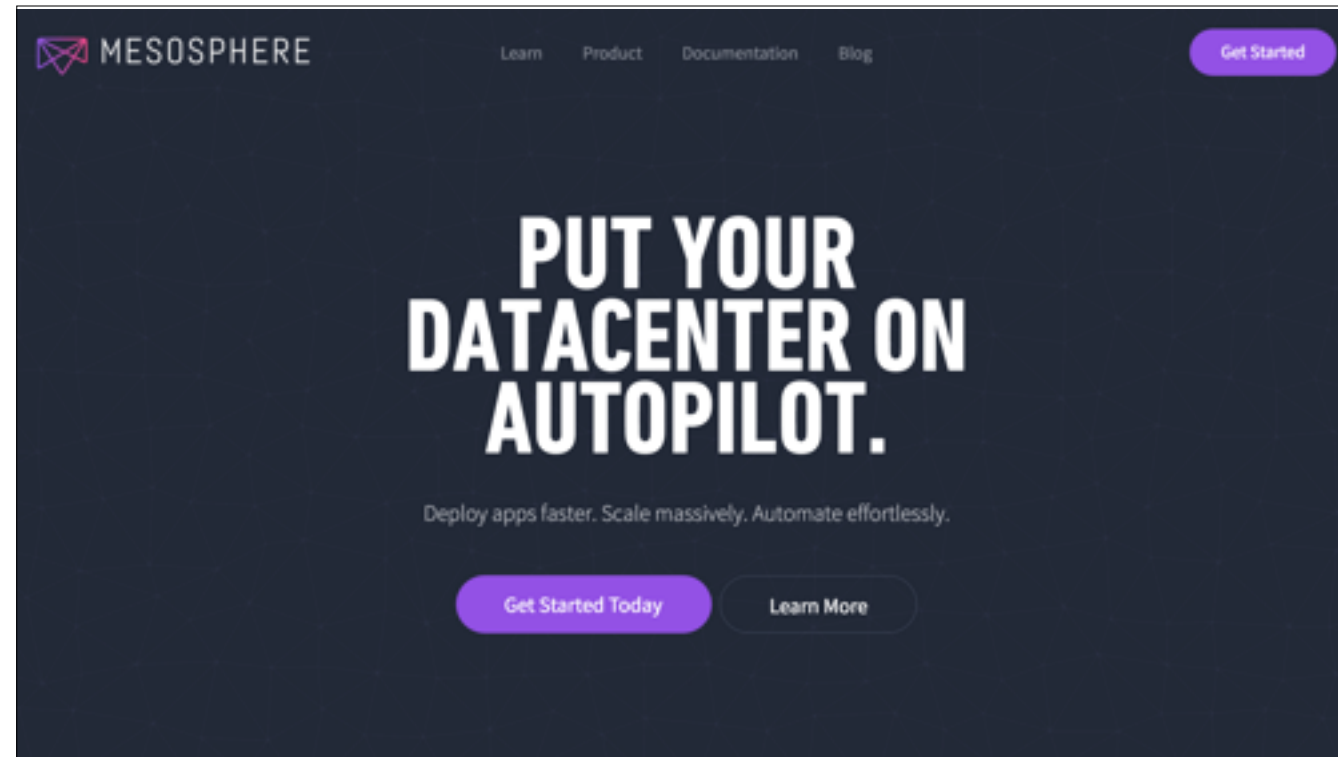 MESOSPHERE
Learn Product Documentation Blog
Get Started
PUT YOUR
DATACENTER ON
AUTOPILOT.
Deploy apps faster. Scale massively. Automate effortlessly.
Get Started Today
Learn More